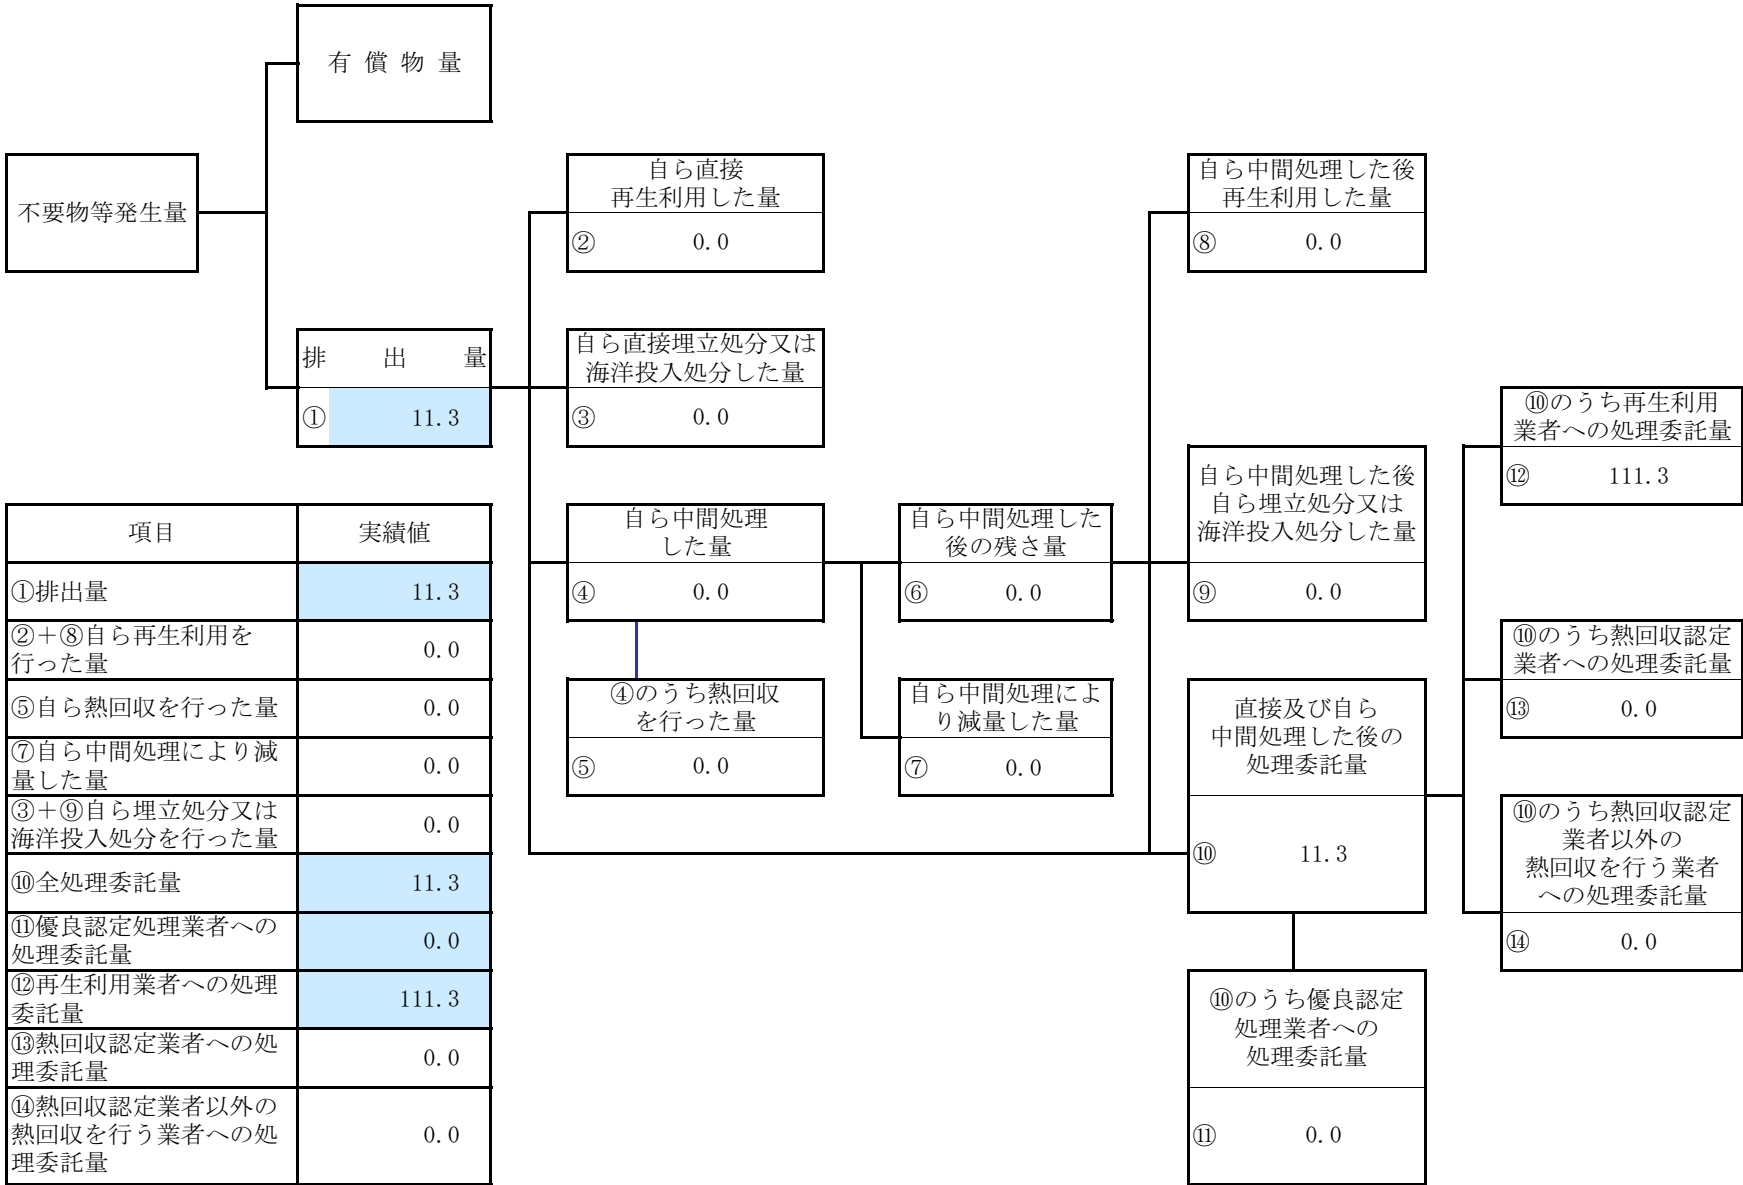 有 償 物 量
不要物等発生量
自ら直接
再生利用した量
② 0.0
自ら中間処理した後
再生利用した量
⑧ 0.0
排 出 量
① 11.3
自ら直接埋立処分又は
海洋投入処分した量
③ 0.0
⑩のうち再生利用
業者への処理委託量
⑫ 111.3
自ら中間処理した後
自ら埋立処分又は
海洋投入処分した量
⑨ 0.0
自ら中間処理
した量
④ 0.0
自ら中間処理した
後の残さ量
⑥ 0.0
⑩のうち熱回収認定
業者への処理委託量
⑬ 0.0
④のうち熱回収
を行った量
⑤ 0.0
自ら中間処理によ
り減量した量
⑦ 0.0
直接及び自ら
中間処理した後の
処理委託量
⑩ 11.3
⑩のうち熱回収認定
業者以外の
熱回収を行う業者
への処理委託量
⑭ 0.0
⑩のうち優良認定
処理業者への
処理委託量
⑪ 0.0
項目 実績値
①排出量 11.3
②＋⑧自ら再生利用を
行った量 0.0
⑤自ら熱回収を行った量 0.0
⑦自ら中間処理により減
量した量 0.0
③＋⑨自ら埋立処分又は
海洋投入処分を行った量 0.0
⑩全処理委託量 11.3
⑪優良認定処理業者への
処理委託量 0.0
⑫再生利用業者への処理
委託量 111.3
⑬熱回収認定業者への処
理委託量 0.0
⑭熱回収認定業者以外の
熱回収を行う業者への処 0.0
理委託量